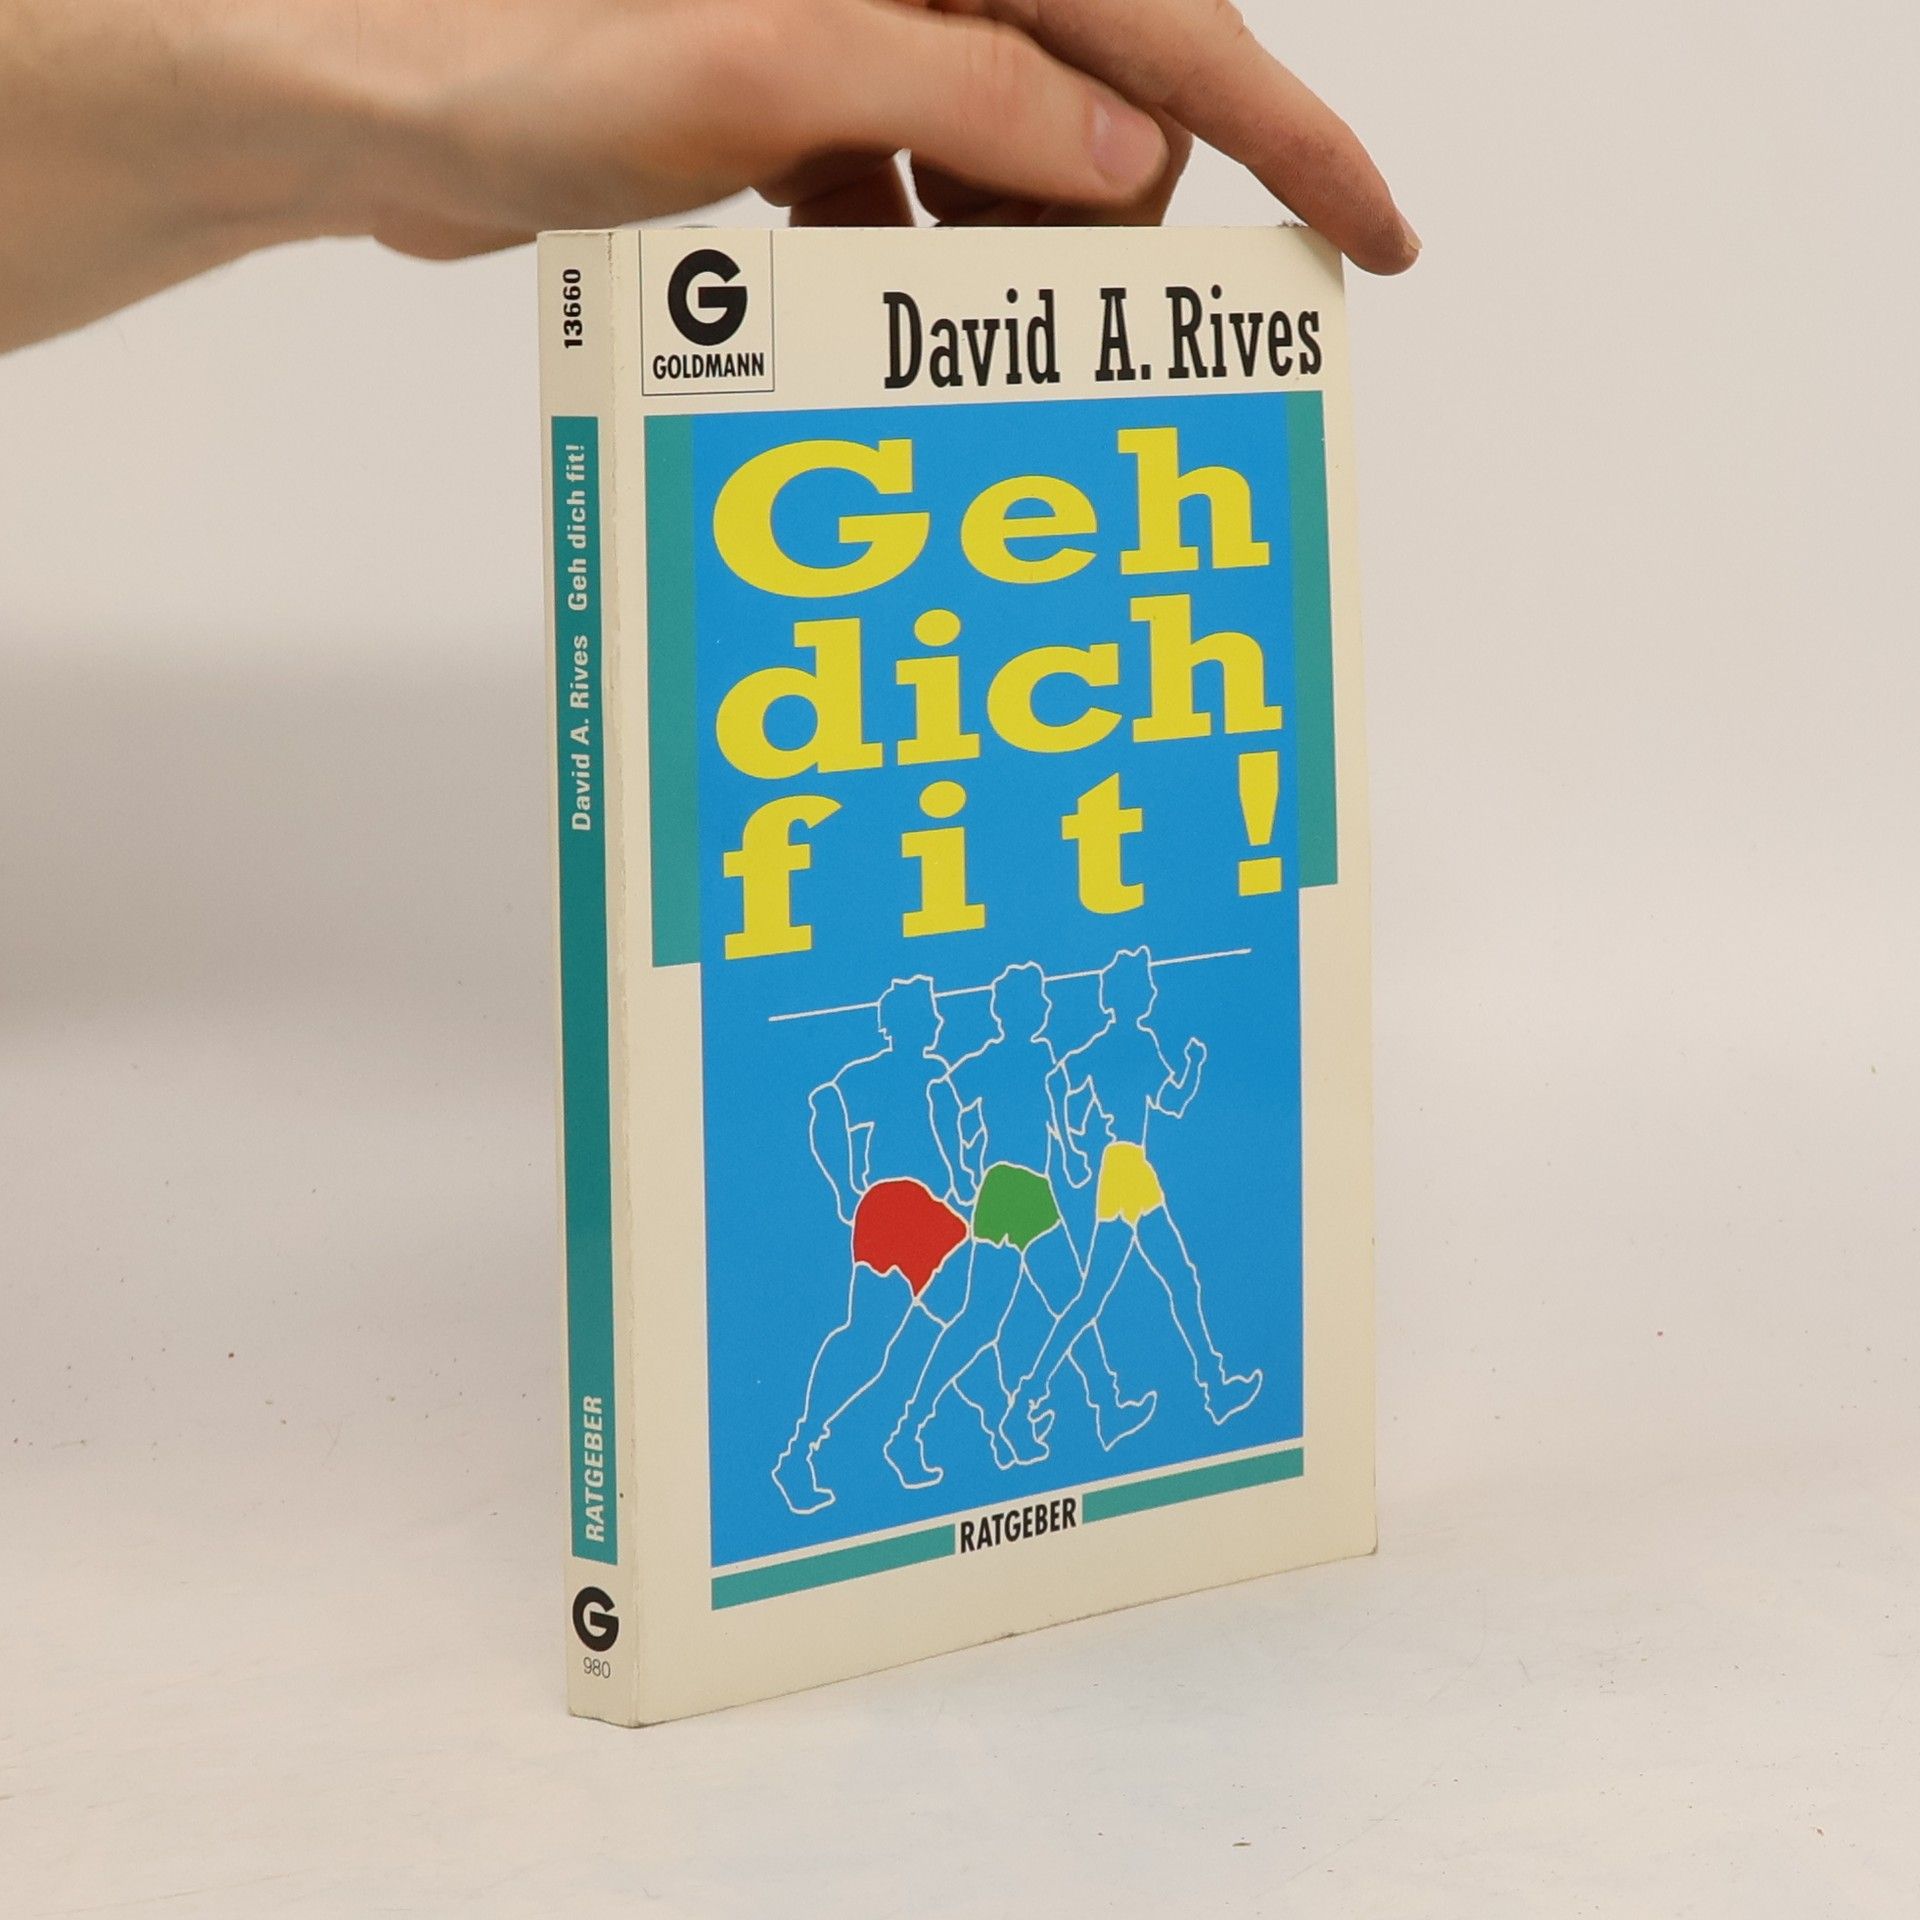 13660
David A. Rives Geh dich fit!
RATGEBER
G
980
G
GOLDMANN
David A. Rives
Geh
dich
fit!
RATGEBER